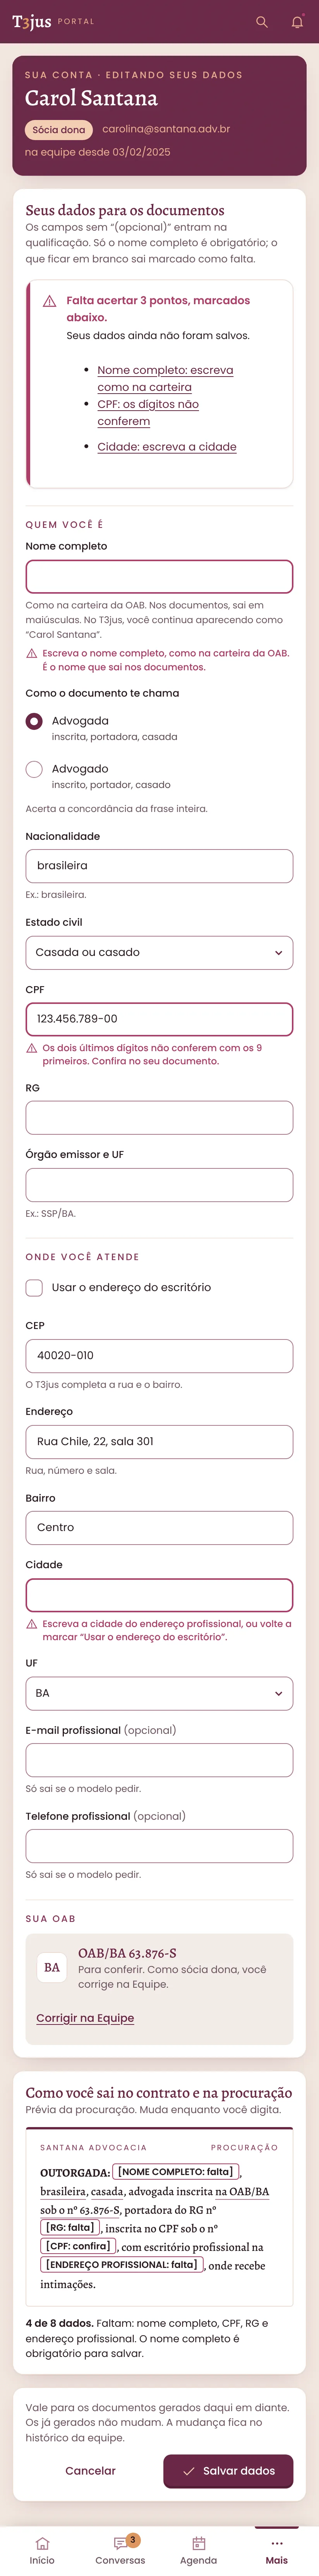 T3jus PORTAL
SUA CONTA · EDITANDO SEUS DADOS
Carol Santana
Sócia dona carolina@santana.adv.br
na equipe desde 03/02/2025
Seus dados para os documentos
Os campos sem “(opcional)” entram na
qualificação. Só o nome completo é obrigatório; o
que ficar em branco sai marcado como falta.
Falta acertar 3 pontos, marcados
abaixo.
Seus dados ainda não foram salvos.
• Nome completo: escreva
como na carteira
• CPF: os dígitos não
conferem
• Cidade: escreva a cidade
QUEM VOCÊ É
Nome completo
Como na carteira da OAB. Nos documentos, sai em
maiúsculas. No T3jus, você continua aparecendo como
“Carol Santana”.
Escreva o nome completo, como na carteira da OAB.
É o nome que sai nos documentos.
Como o documento te chama
Advogada
inscrita, portadora, casada
Advogado
inscrito, portador, casado
Acerta a concordância da frase inteira.
Nacionalidade
brasileira
Ex.: brasileira.
Estado civil
Casada ou casado
CPF
123.456.789-00
Os dois últimos dígitos não conferem com os 9
primeiros. Confira no seu documento.
RG
Órgão emissor e UF
Ex.: SSP/BA.
ONDE VOCÊ ATENDE
Usar o endereço do escritório
CEP
40020-010
O T3jus completa a rua e o bairro.
Endereço
Rua Chile, 22, sala 301
Rua, número e sala.
Bairro
Centro
Cidade
Escreva a cidade do endereço profissional, ou volte a
marcar “Usar o endereço do escritório”.
UF
BA
E-mail profissional (opcional)
Só sai se o modelo pedir.
Telefone profissional (opcional)
Só sai se o modelo pedir.
SUA OAB
BA
OAB/BA 63.876-S
Para conferir. Como sócia dona, você
corrige na Equipe.
Corrigir na Equipe
Como você sai no contrato e na procuração
Prévia da procuração. Muda enquanto você digita.
SANTANA ADVOCACIA PROCURAÇÃO
OUTORGADA: [NOME COMPLETO: falta],
brasileira, casada, advogada inscrita na OAB/BA
sob o nº 63.876-S, portadora do RG nº
[RG: falta], inscrita no CPF sob o nº
[CPF: confira], com escritório profissional na
[ENDEREÇO PROFISSIONAL: falta], onde recebe
intimações.
4 de 8 dados. Faltam: nome completo, CPF, RG e
endereço profissional. O nome completo é
obrigatório para salvar.
Vale para os documentos gerados daqui em diante.
Os já gerados não mudam. A mudança fica no
histórico da equipe.
Cancelar Salvar dados
3
Início Conversas Agenda Mais